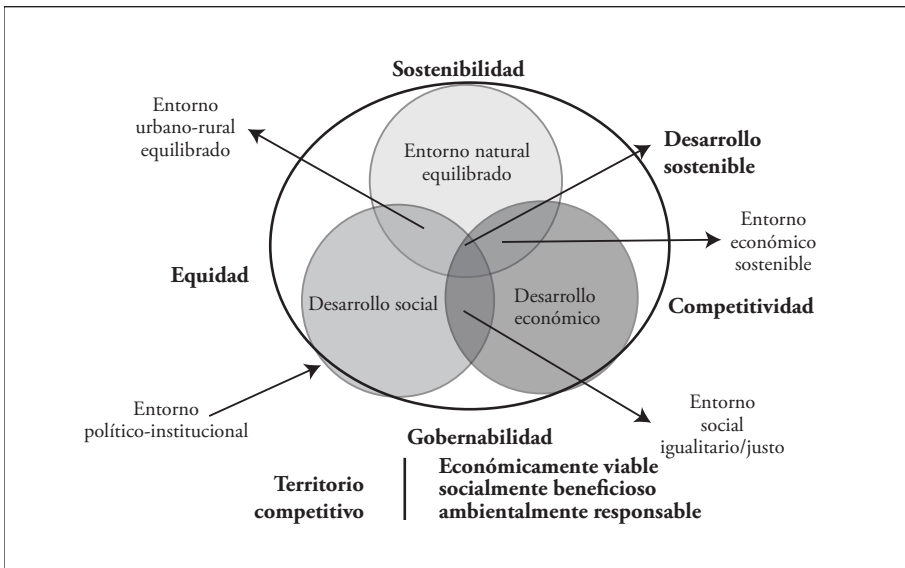 Sostenibilidad
Entorno
urbano-rural
equilibrado
Entorno natural
equilibrado
Desarrollo
sostenible
Entorno
económico
sostenible
Equidad
Desarrollo social
Desarrollo
económico
Competitividad
Entorno
político-institucional
Entorno
social
igualitario/justo
Gobernabilidad
Territorio
competitivo
Económicamente viable
socialmente beneficioso
ambientalmente responsable